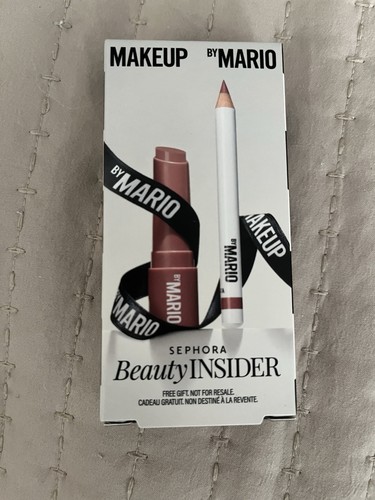 MAKEUP BY MARIO
BY MARIO
BY MARIO
MAKEUP
BY MARIO
BY MARIO
SEPHORA
Beauty INSIDER
FREE GIFT. NOT FOR RESALE.
CADEAU GRATUIT. NON DESTINÉ À LA REVENTE.